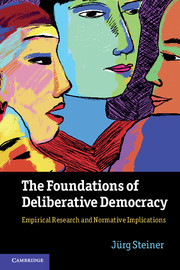 The Foundations of
Deliberative Democracy
Empirical Research and Normative Implications
CAMBRIDGE
Jürg Steiner